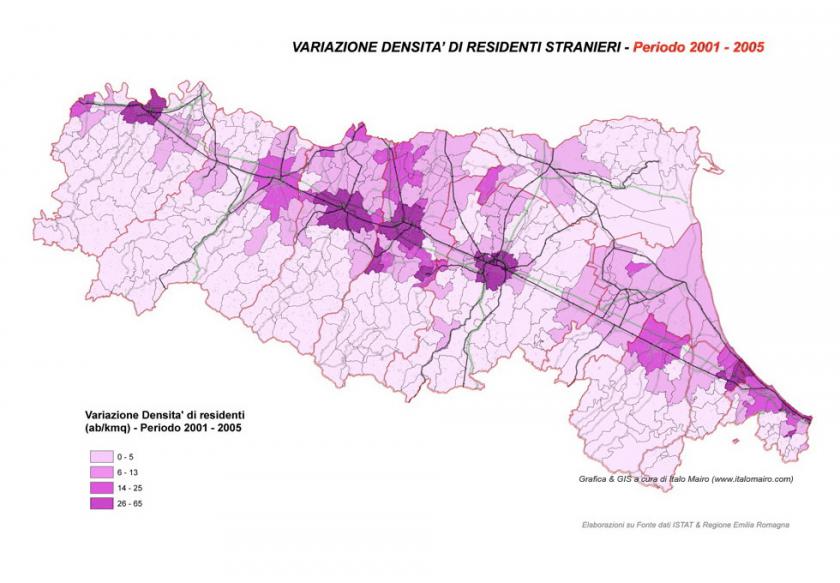 VARIAZIONE DENSITA' DI RESIDENTI STRANIERI - Periodo 2001 - 2005
Variazione Densita' di residenti
(ab/kmq) - Periodo 2001 - 2005
0 - 5
6 - 13
14 - 25
26 - 65
Grafica & GIS a cura di Italo Mairo (www.italomairo.com)
Elaborazioni su Fonte dati ISTAT & Regione Emilia Romagna